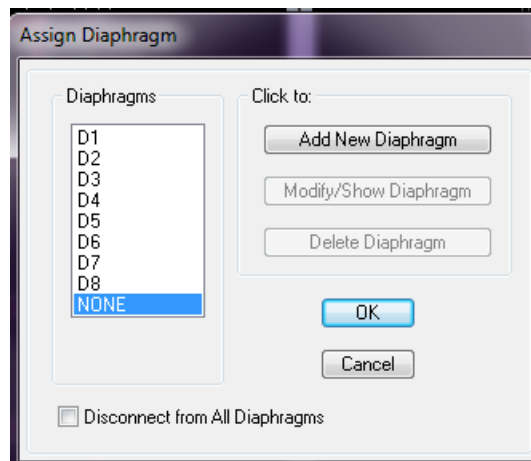 Assign Diaphragm
Diaphragms
D1
D2
D3
D4
D5
D6
D7
D8
NONE
Click to:
Add New Diaphragm
Modify/Show Diaphragm
Delete Diaphragm
OK
Cancel
Disconnect from All Diaphragms